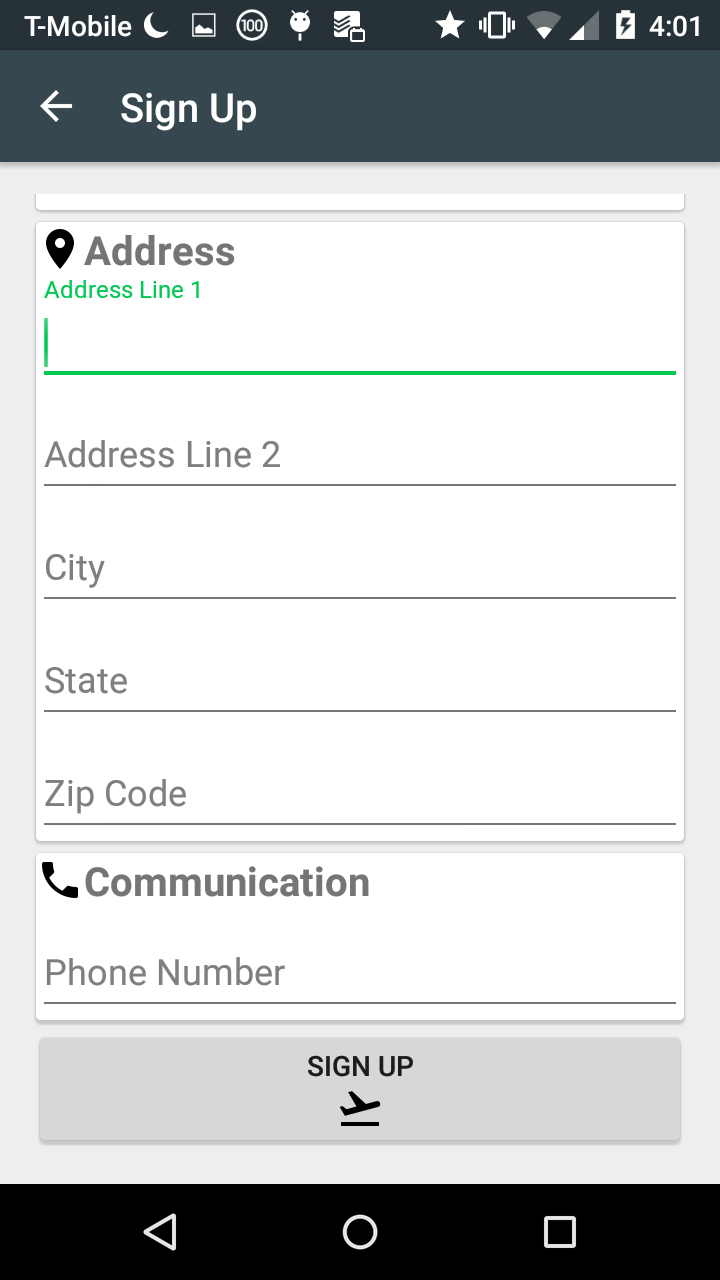 T-Mobile 100 4:01
Sign Up
Address
Address Line 1
Address Line 2
City
State
Zip Code
Communication
Phone Number
SIGN UP